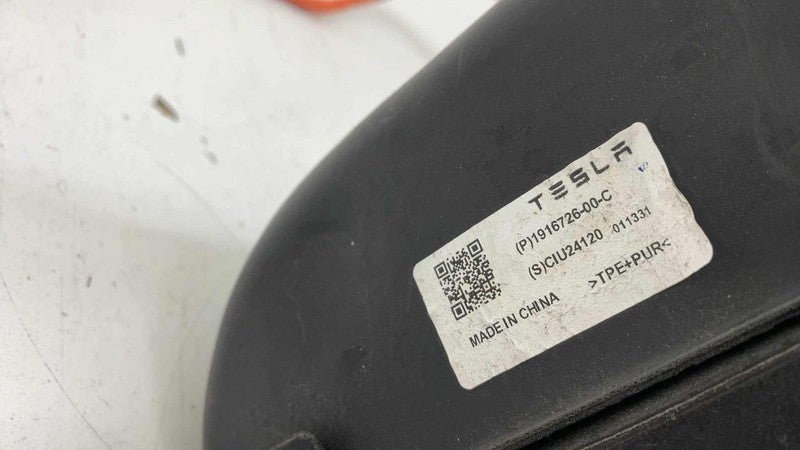 TESLA
(P)1916726-00-C
(S)CIU24120 011331
MADE IN CHINA >TPE+PUR<